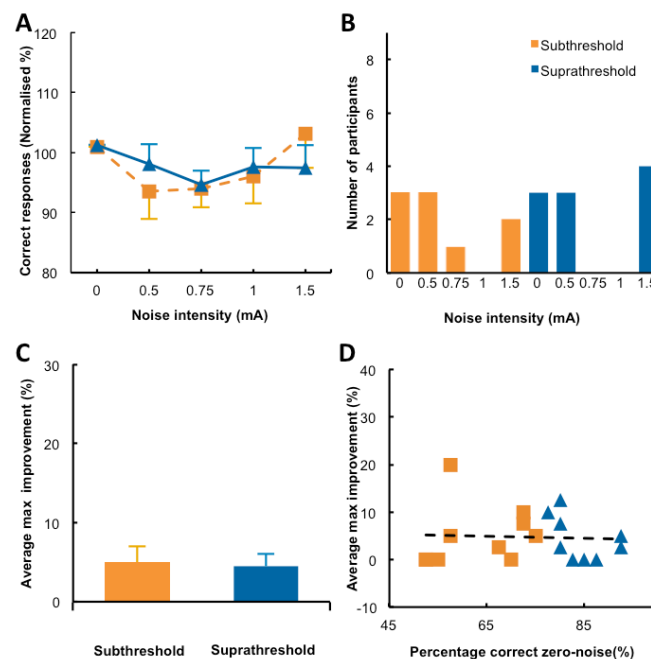 A
Correct responses (Normalised %)
120
110
100
90
80
0 0.5 0.75 1 1.5
Noise intensity (mA)
B
Subthreshold
Suprathreshold
Number of participants
8
6
4
2
0
0 0.5 0.75 1 1.5 0 0.5 0.75 1 1.5
Noise intensity (mA)
C
Average max improvement (%)
30
20
10
0
Subthreshold Suprathreshold
D
Average max improvement (%)
40
30
20
10
0
-10
45 65 85
Percentage correct zero-noise(%)